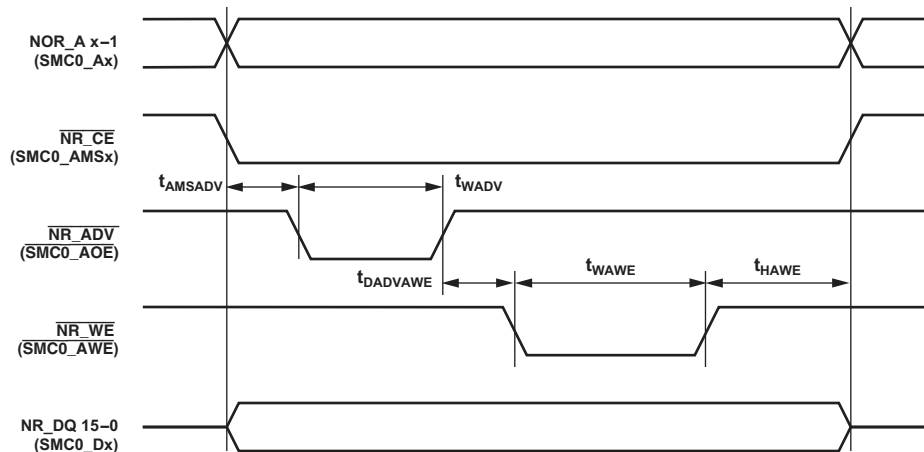 NOR_A x–1
(SMC0_Ax)
NR_CE
(SMC0_AMSx)
tAMSADV
tWADV
NR_ADV
(SMC0_AOE)
tDADVAWE
tWAWE
tHAWE
NR_WE
(SMC0_AWE)
NR_DQ 15–0
(SMC0_Dx)